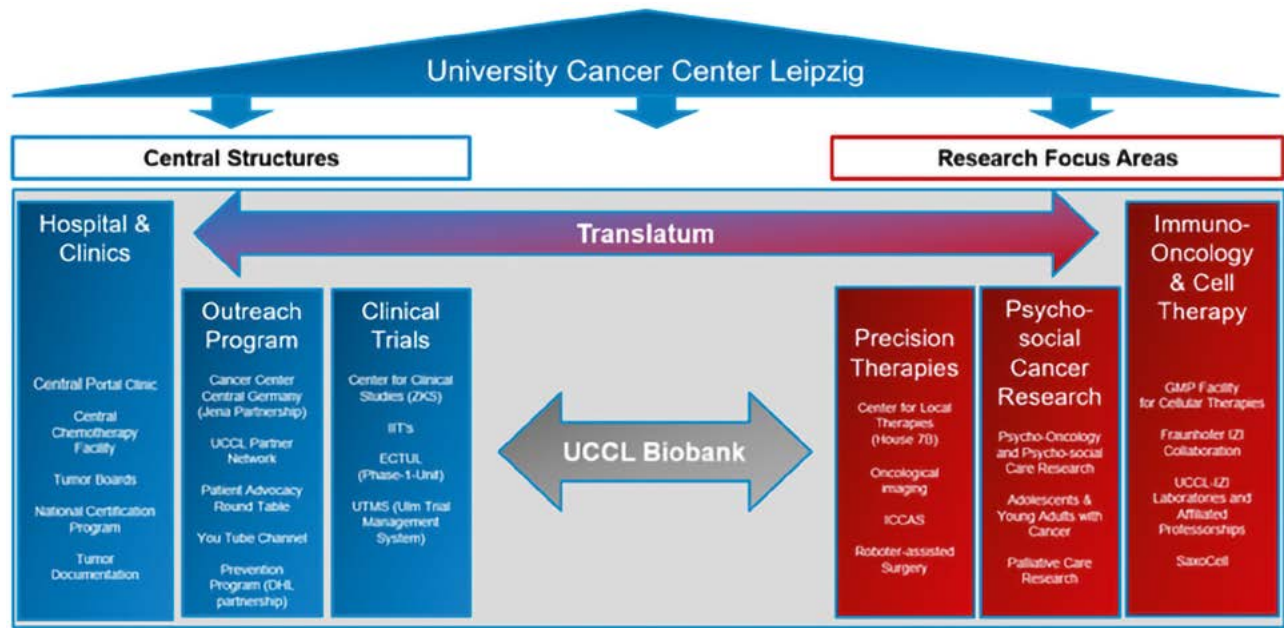 University Cancer Center Leipzig
Central Structures
Research Focus Areas
Translatum
Hospital &
Clinics
Central Portal Clinic
Central
Chemotherapy
Facility
Tumor Boards
National Certification
Program
Tumor
Documentation
Outreach
Program
Cancer Center
Central Germany
(Jena Partnership)
UCCL Partner
Network
Patient Advocacy
Round Table
You Tube Channel
Prevention
Program (DHL
partnership)
Clinical
Trials
Center for Clinical
Studies (ZKS)
IIT's
ECTUL
(Phase-1-Unit)
UTMS (Ulm Trial
Management
System)
UCCL Biobank
Precision
Therapies
Center for Local
Therapies
(House 7B)
Oncological
imaging
ICCAS
Roboter-assisted
Surgery
Psycho-
social
Cancer
Research
Psycho-Oncology
and Psycho-social
Care Research
Adolescents &
Young Adults with
Cancer
Palliative Care
Research
Immuno-
Oncology
& Cell
Therapy
GMP Facility
for Cellular Therapies
Fraunhofer IZI
Collaboration
UCCL-IZI
Laboratories and
Affiliated
Professorships
SaxoCell